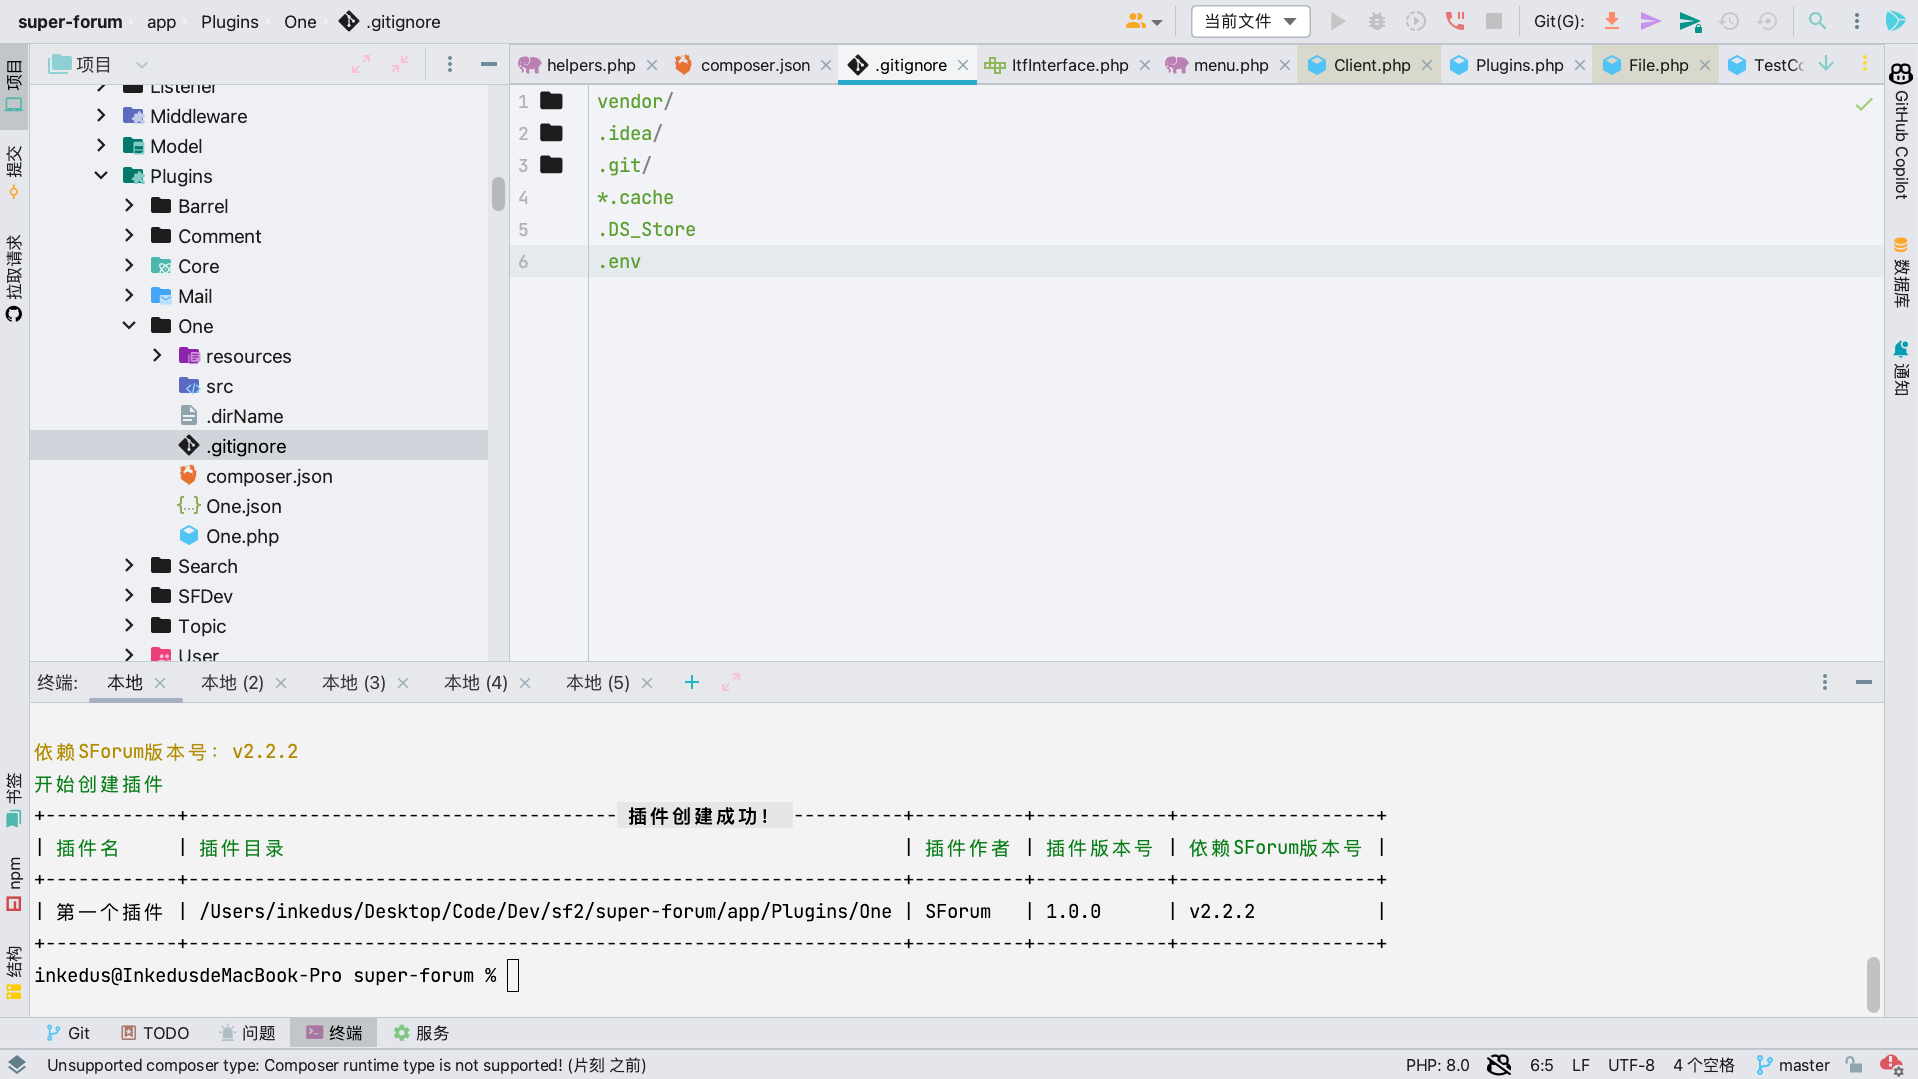 super-forum app Plugins One .gitignore
当前文件 Git(G):
项目
helpers.php composer.json .gitignore ItfInterface.php menu.php Client.php Plugins.php File.php TestCo
项目
提交
拉取请求
书签
npm
结构
Listener
Middleware
Model
Plugins
Barrel
Comment
Core
Mail
One
resources
src
.dirName
.gitignore
composer.json
One.json
One.php
Search
SFDev
Topic
User
1 vendor/
2 .idea/
3 .git/
4 *.cache
5 .DS_Store
6 .env
GitHub Copilot
数据库
通知
终端: 本地 本地 (2) 本地 (3) 本地 (4) 本地 (5)
依赖SForum版本号: v2.2.2
开始创建插件
+------------+--------------------------------------- 插件创建成功! ----------+----------+------------+------------------+
| 插件名 | 插件目录 | 插件作者 | 插件版本号 | 依赖SForum版本号 |
+------------+-----------------------------------------------------------------+----------+------------+------------------+
| 第一个插件 | /Users/inkedus/Desktop/Code/Dev/sf2/super-forum/app/Plugins/One | SForum | 1.0.0 | v2.2.2 |
+------------+-----------------------------------------------------------------+----------+------------+------------------+
inkedus@InkedusdeMacBook-Pro super-forum %
Git TODO 问题 终端 服务
Unsupported composer type: Composer runtime type is not supported! (片刻 之前) PHP: 8.0 6:5 LF UTF-8 4 个空格 master